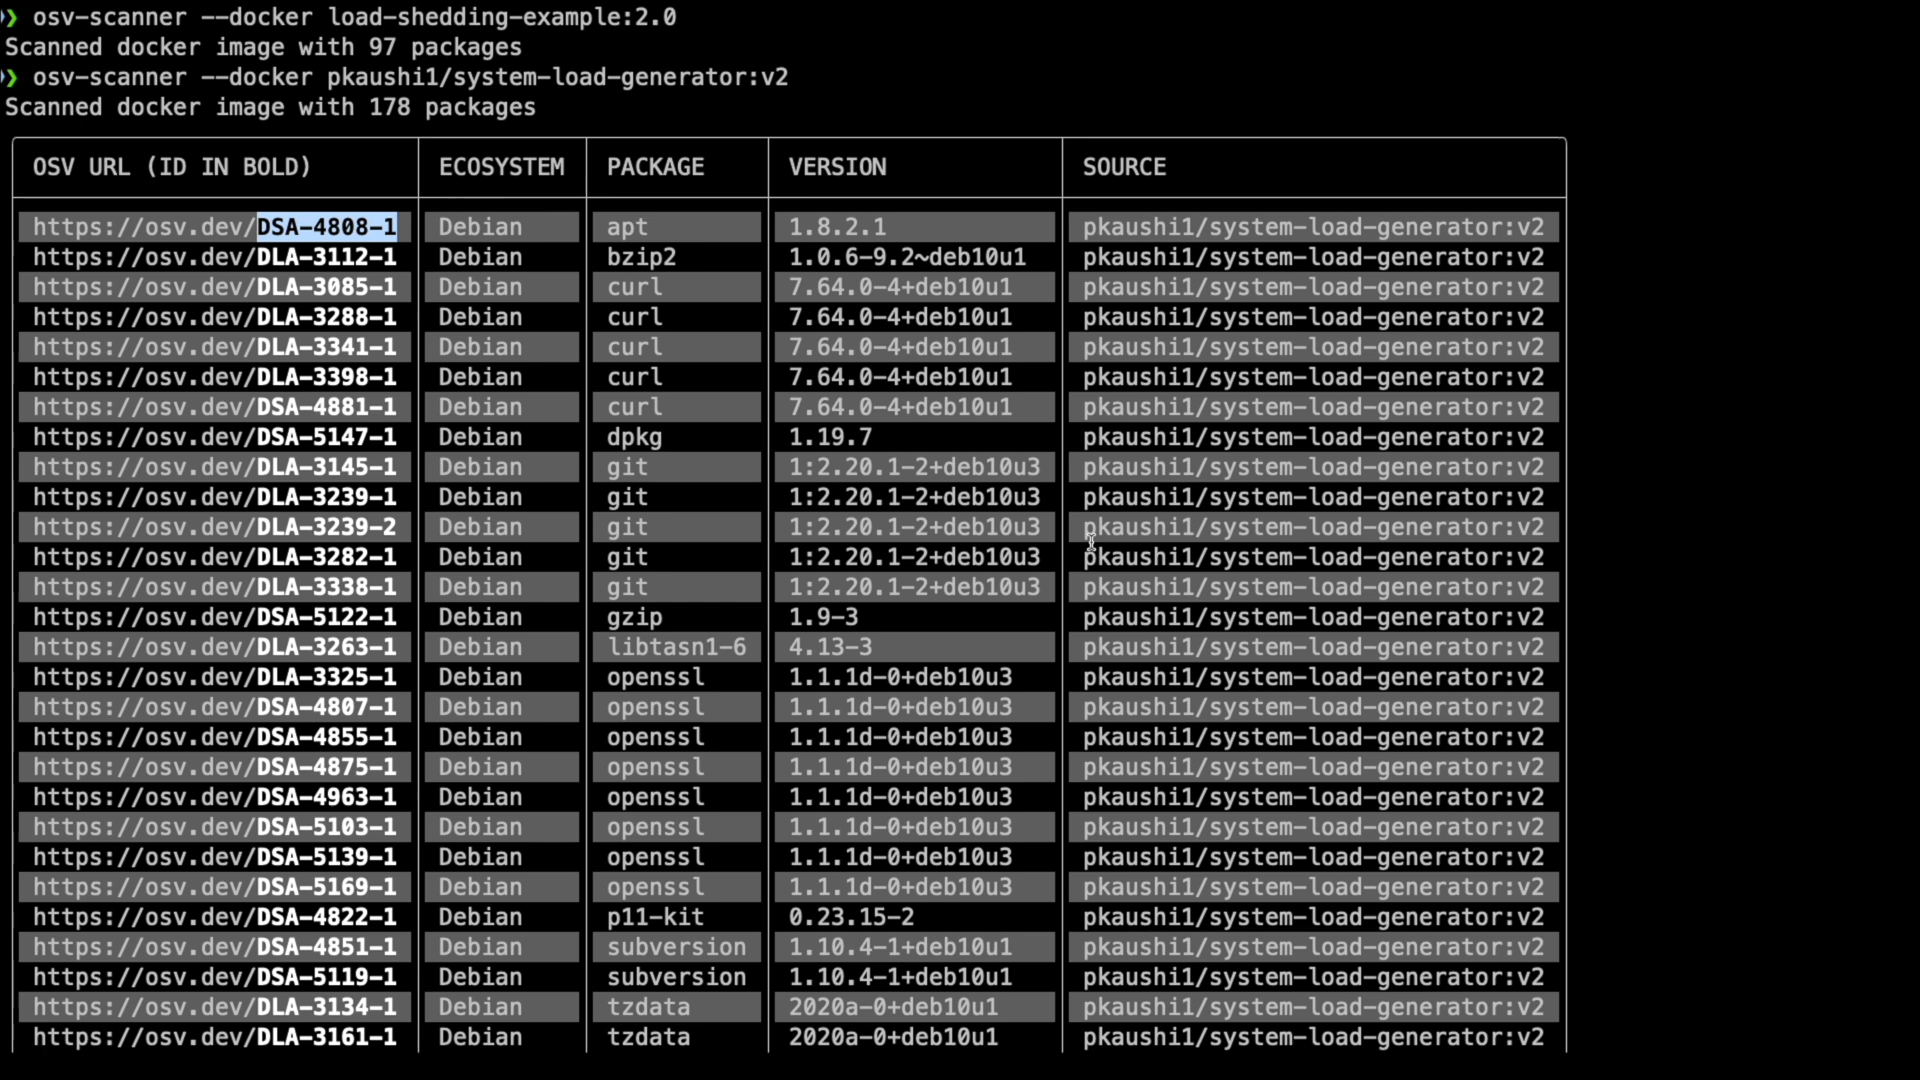 ❯ osv-scanner --docker load-shedding-example:2.0
Scanned docker image with 97 packages
❯ osv-scanner --docker pkaushi1/system-load-generator:v2
Scanned docker image with 178 packages
OSV URL (ID IN BOLD) ECOSYSTEM PACKAGE VERSION SOURCE
https://osv.dev/DSA-4808-1 Debian apt 1.8.2.1 pkaushi1/system-load-generator:v2
https://osv.dev/DLA-3112-1 Debian bzip2 1.0.6-9.2~deb10u1 pkaushi1/system-load-generator:v2
https://osv.dev/DLA-3085-1 Debian curl 7.64.0-4+deb10u1 pkaushi1/system-load-generator:v2
https://osv.dev/DLA-3288-1 Debian curl 7.64.0-4+deb10u1 pkaushi1/system-load-generator:v2
https://osv.dev/DLA-3341-1 Debian curl 7.64.0-4+deb10u1 pkaushi1/system-load-generator:v2
https://osv.dev/DLA-3398-1 Debian curl 7.64.0-4+deb10u1 pkaushi1/system-load-generator:v2
https://osv.dev/DSA-4881-1 Debian curl 7.64.0-4+deb10u1 pkaushi1/system-load-generator:v2
https://osv.dev/DSA-5147-1 Debian dpkg 1.19.7 pkaushi1/system-load-generator:v2
https://osv.dev/DLA-3145-1 Debian git 1:2.20.1-2+deb10u3 pkaushi1/system-load-generator:v2
https://osv.dev/DLA-3239-1 Debian git 1:2.20.1-2+deb10u3 pkaushi1/system-load-generator:v2
https://osv.dev/DLA-3239-2 Debian git 1:2.20.1-2+deb10u3 pkaushi1/system-load-generator:v2
https://osv.dev/DLA-3282-1 Debian git 1:2.20.1-2+deb10u3 pkaushi1/system-load-generator:v2
https://osv.dev/DLA-3338-1 Debian git 1:2.20.1-2+deb10u3 pkaushi1/system-load-generator:v2
https://osv.dev/DSA-5122-1 Debian gzip 1.9-3 pkaushi1/system-load-generator:v2
https://osv.dev/DLA-3263-1 Debian libtasn1-6 4.13-3 pkaushi1/system-load-generator:v2
https://osv.dev/DLA-3325-1 Debian openssl 1.1.1d-0+deb10u3 pkaushi1/system-load-generator:v2
https://osv.dev/DSA-4807-1 Debian openssl 1.1.1d-0+deb10u3 pkaushi1/system-load-generator:v2
https://osv.dev/DSA-4855-1 Debian openssl 1.1.1d-0+deb10u3 pkaushi1/system-load-generator:v2
https://osv.dev/DSA-4875-1 Debian openssl 1.1.1d-0+deb10u3 pkaushi1/system-load-generator:v2
https://osv.dev/DSA-4963-1 Debian openssl 1.1.1d-0+deb10u3 pkaushi1/system-load-generator:v2
https://osv.dev/DSA-5103-1 Debian openssl 1.1.1d-0+deb10u3 pkaushi1/system-load-generator:v2
https://osv.dev/DSA-5139-1 Debian openssl 1.1.1d-0+deb10u3 pkaushi1/system-load-generator:v2
https://osv.dev/DSA-5169-1 Debian openssl 1.1.1d-0+deb10u3 pkaushi1/system-load-generator:v2
https://osv.dev/DSA-4822-1 Debian p11-kit 0.23.15-2 pkaushi1/system-load-generator:v2
https://osv.dev/DSA-4851-1 Debian subversion 1.10.4-1+deb10u1 pkaushi1/system-load-generator:v2
https://osv.dev/DSA-5119-1 Debian subversion 1.10.4-1+deb10u1 pkaushi1/system-load-generator:v2
https://osv.dev/DLA-3134-1 Debian tzdata 2020a-0+deb10u1 pkaushi1/system-load-generator:v2
https://osv.dev/DLA-3161-1 Debian tzdata 2020a-0+deb10u1 pkaushi1/system-load-generator:v2